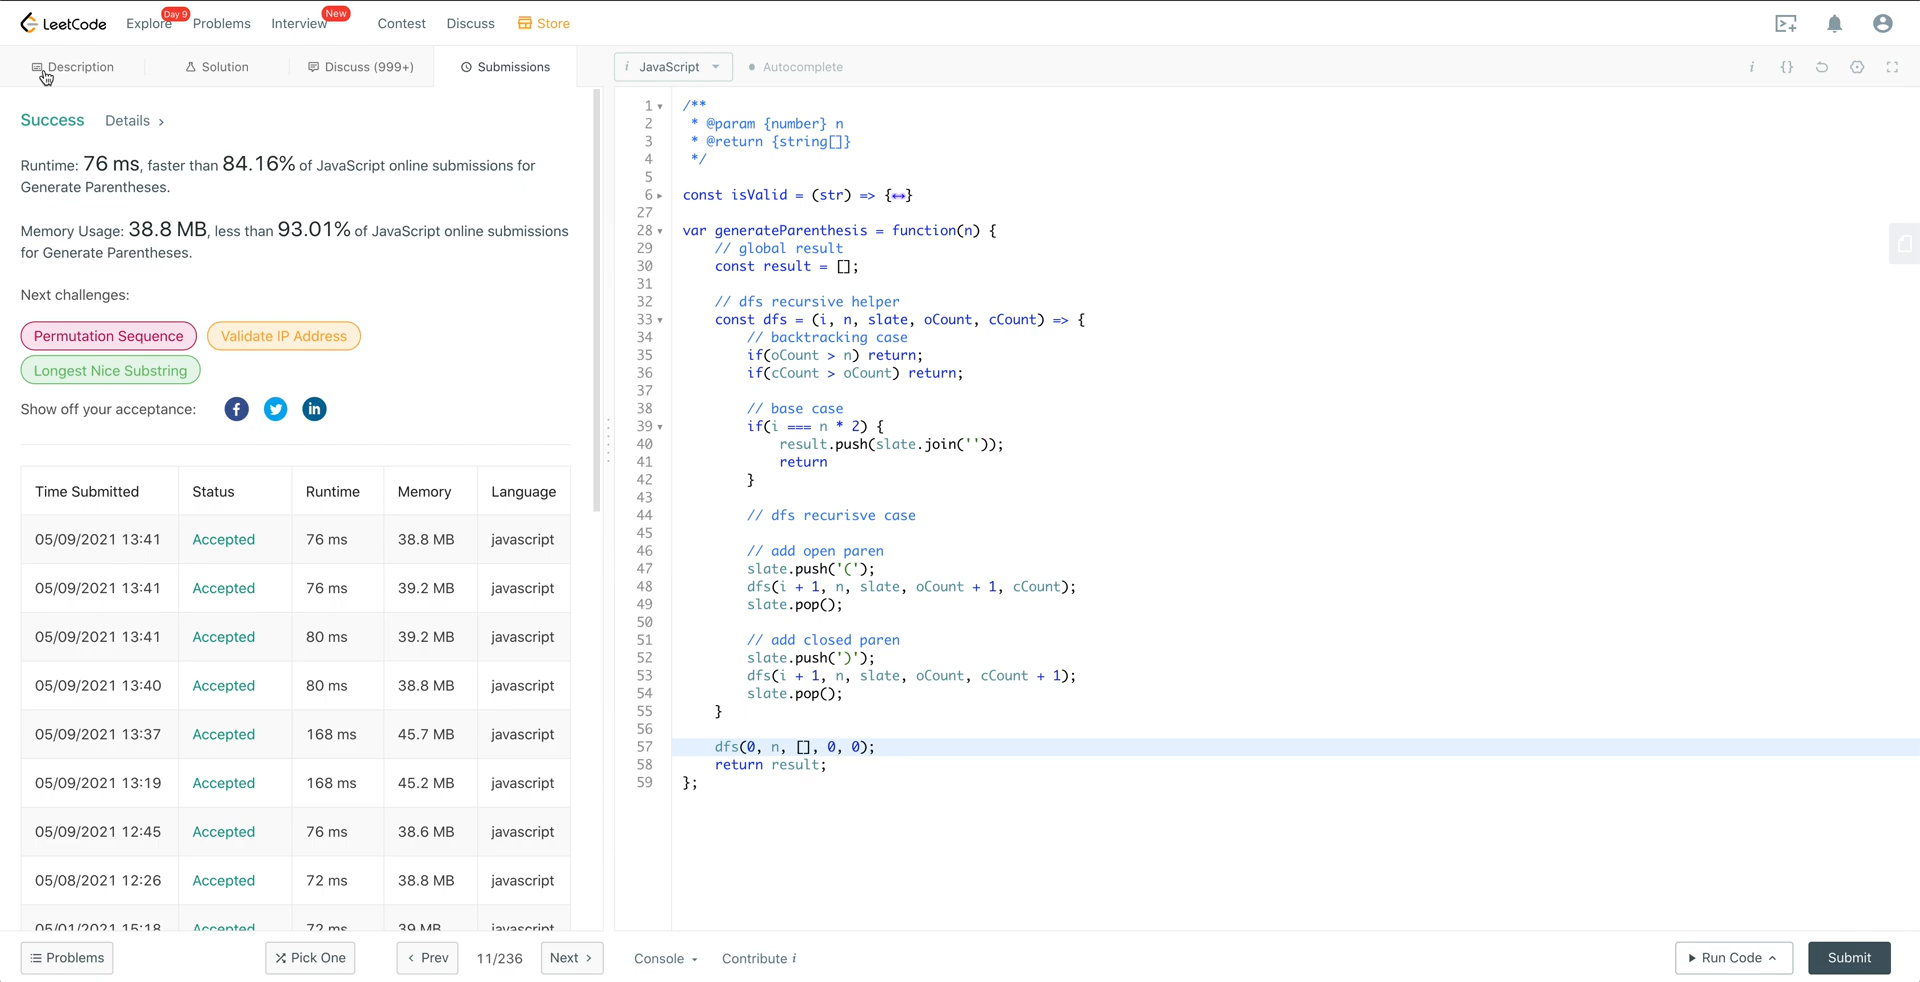 LeetCode Explore Day 9 Problems Interview New Contest Discuss Store
Description Solution Discuss (999+) Submissions
i JavaScript Autocomplete i {}
Success Details >
Runtime: 76 ms, faster than 84.16% of JavaScript online submissions for
Generate Parentheses.
Memory Usage: 38.8 MB, less than 93.01% of JavaScript online submissions
for Generate Parentheses.
Next challenges:
Permutation Sequence Validate IP Address
Longest Nice Substring
Show off your acceptance: f in
Time Submitted Status Runtime Memory Language
05/09/2021 13:41 Accepted 76 ms 38.8 MB javascript
05/09/2021 13:41 Accepted 76 ms 39.2 MB javascript
05/09/2021 13:41 Accepted 80 ms 39.2 MB javascript
05/09/2021 13:40 Accepted 80 ms 38.8 MB javascript
05/09/2021 13:37 Accepted 168 ms 45.7 MB javascript
05/09/2021 13:19 Accepted 168 ms 45.2 MB javascript
05/09/2021 12:45 Accepted 76 ms 38.6 MB javascript
05/08/2021 12:26 Accepted 72 ms 38.8 MB javascript
05/01/2021 15:18 Accepted 72 ms 39 MB javascript
1 /**
2 * @param {number} n
3 * @return {string[]}
4 */
5
6 const isValid = (str) => {↔}
27
28 var generateParenthesis = function(n) {
29 // global result
30 const result = [];
31
32 // dfs recursive helper
33 const dfs = (i, n, slate, oCount, cCount) => {
34 // backtracking case
35 if(oCount > n) return;
36 if(cCount > oCount) return;
37
38 // base case
39 if(i === n * 2) {
40 result.push(slate.join(''));
41 return
42 }
43
44 // dfs recurisve case
45
46 // add open paren
47 slate.push('(');
48 dfs(i + 1, n, slate, oCount + 1, cCount);
49 slate.pop();
50
51 // add closed paren
52 slate.push(')');
53 dfs(i + 1, n, slate, oCount, cCount + 1);
54 slate.pop();
55 }
56
57 dfs(0, n, [], 0, 0);
58 return result;
59 };
Problems Pick One < Prev 11/236 Next > Console Contribute i Run Code Submit